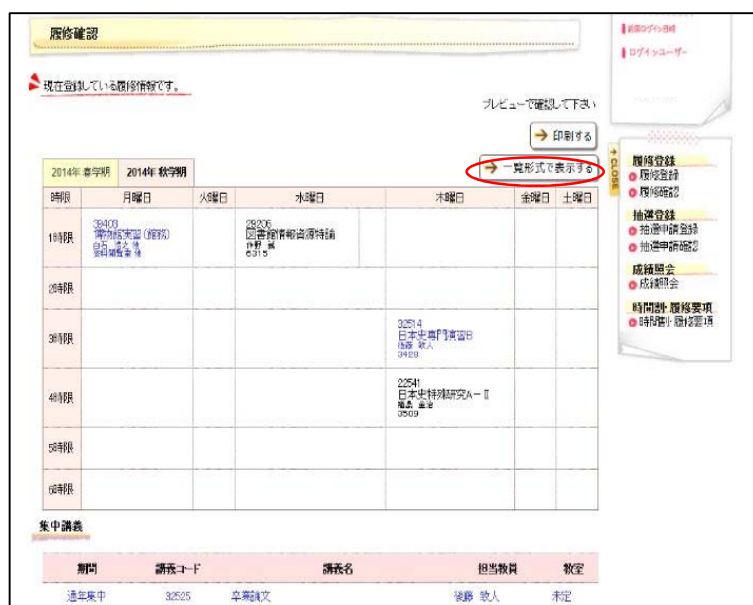 履修確認
前回ログイン日時
ログインユーザー
現在登録している履修情報です。
プレビューで確認して下さい
印刷する
一覧形式で表示する
2014年 春学期 2014年 秋学期
時限 月曜日 火曜日 水曜日 木曜日 金曜日 土曜日
1時限
博物館実習(館務)
29206
図書館情報資源特論
6315
2時限
3時限
32514
日本史専門演習B
後藤 敦人
3428
4時限
22541
日本史特殊研究A-Ⅱ
3509
5時限
6時限
CLOSE
履修登録
履修登録
履修確認
抽選登録
抽選申請登録
抽選申請確認
成績照会
成績照会
時間割・履修要項
時間割・履修要項
集中講義
期間 講義コード 講義名 担当教員 教室
通年集中 32525 卒業論文 後藤 敦人 未定